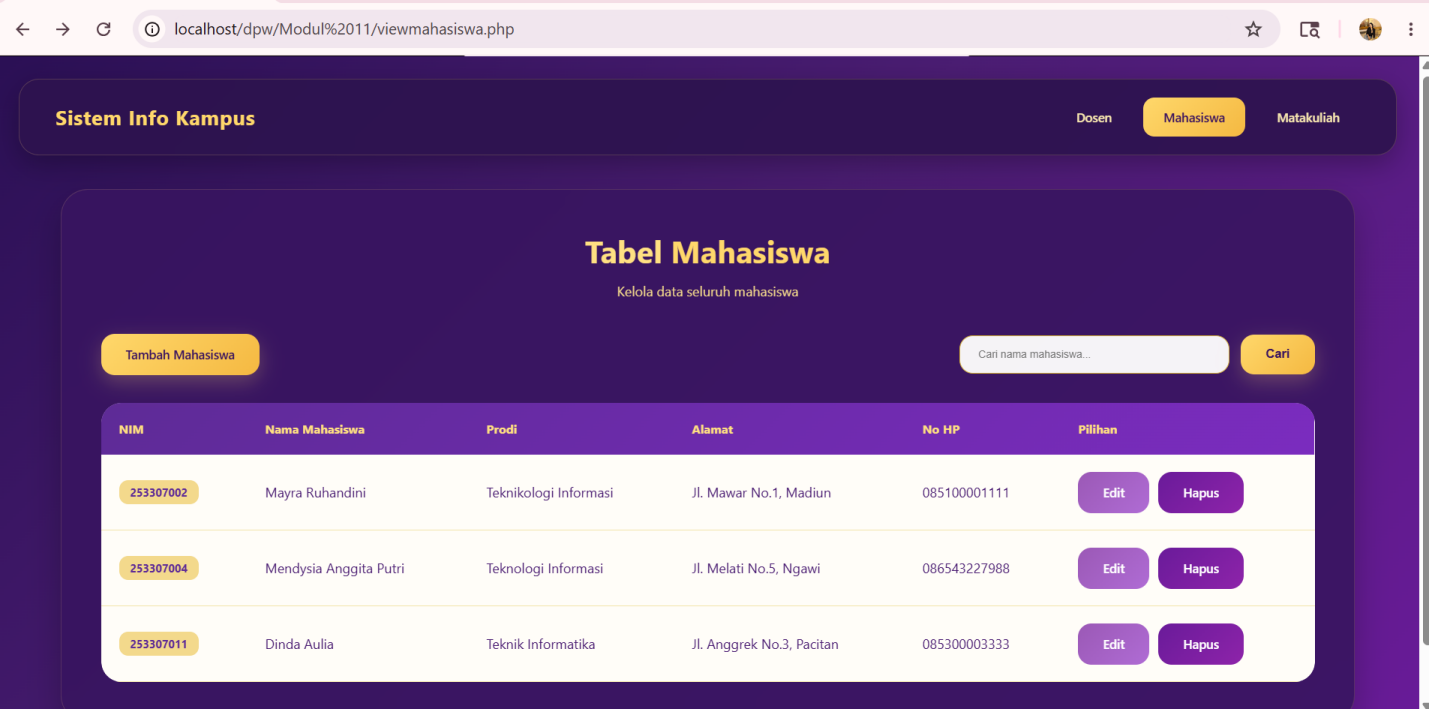 localhost/dpw/Modul%2011/viewmahasiswa.php
Sistem Info Kampus
Dosen
Mahasiswa
Matakuliah
Tabel Mahasiswa
Kelola data seluruh mahasiswa
Tambah Mahasiswa
Cari nama mahasiswa...
Cari
NIM Nama Mahasiswa Prodi Alamat No HP Pilihan
253307002 Mayra Ruhandini Teknikologi Informasi Jl. Mawar No.1, Madiun 085100001111 Edit Hapus
253307004 Mendysia Anggita Putri Teknologi Informasi Jl. Melati No.5, Ngawi 086543227988 Edit Hapus
253307011 Dinda Aulia Teknik Informatika Jl. Anggrek No.3, Pacitan 085300003333 Edit Hapus